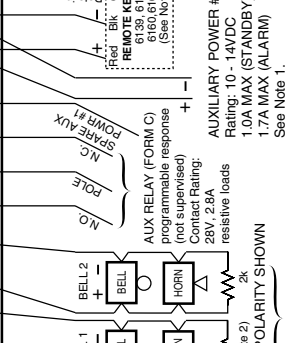 + –
Red Blk
REMOTE KE
6139, 61
6160, 616
(See No
– +
AUXILIARY POWER #
Rating: 10 - 14VDC
1.0A MAX (STANDBY)
1.7A MAX (ALARM)
See Note 1.
SPARE AUX
POWR #1
N.C.
POLE
N.O.
AUX RELAY (FORM C)
programmable response
(not supervised)
Contact Rating:
28V, 2.8A
resistive loads
BELL 2
+ –
BELL
HORN
2k
POLARITY SHOWN